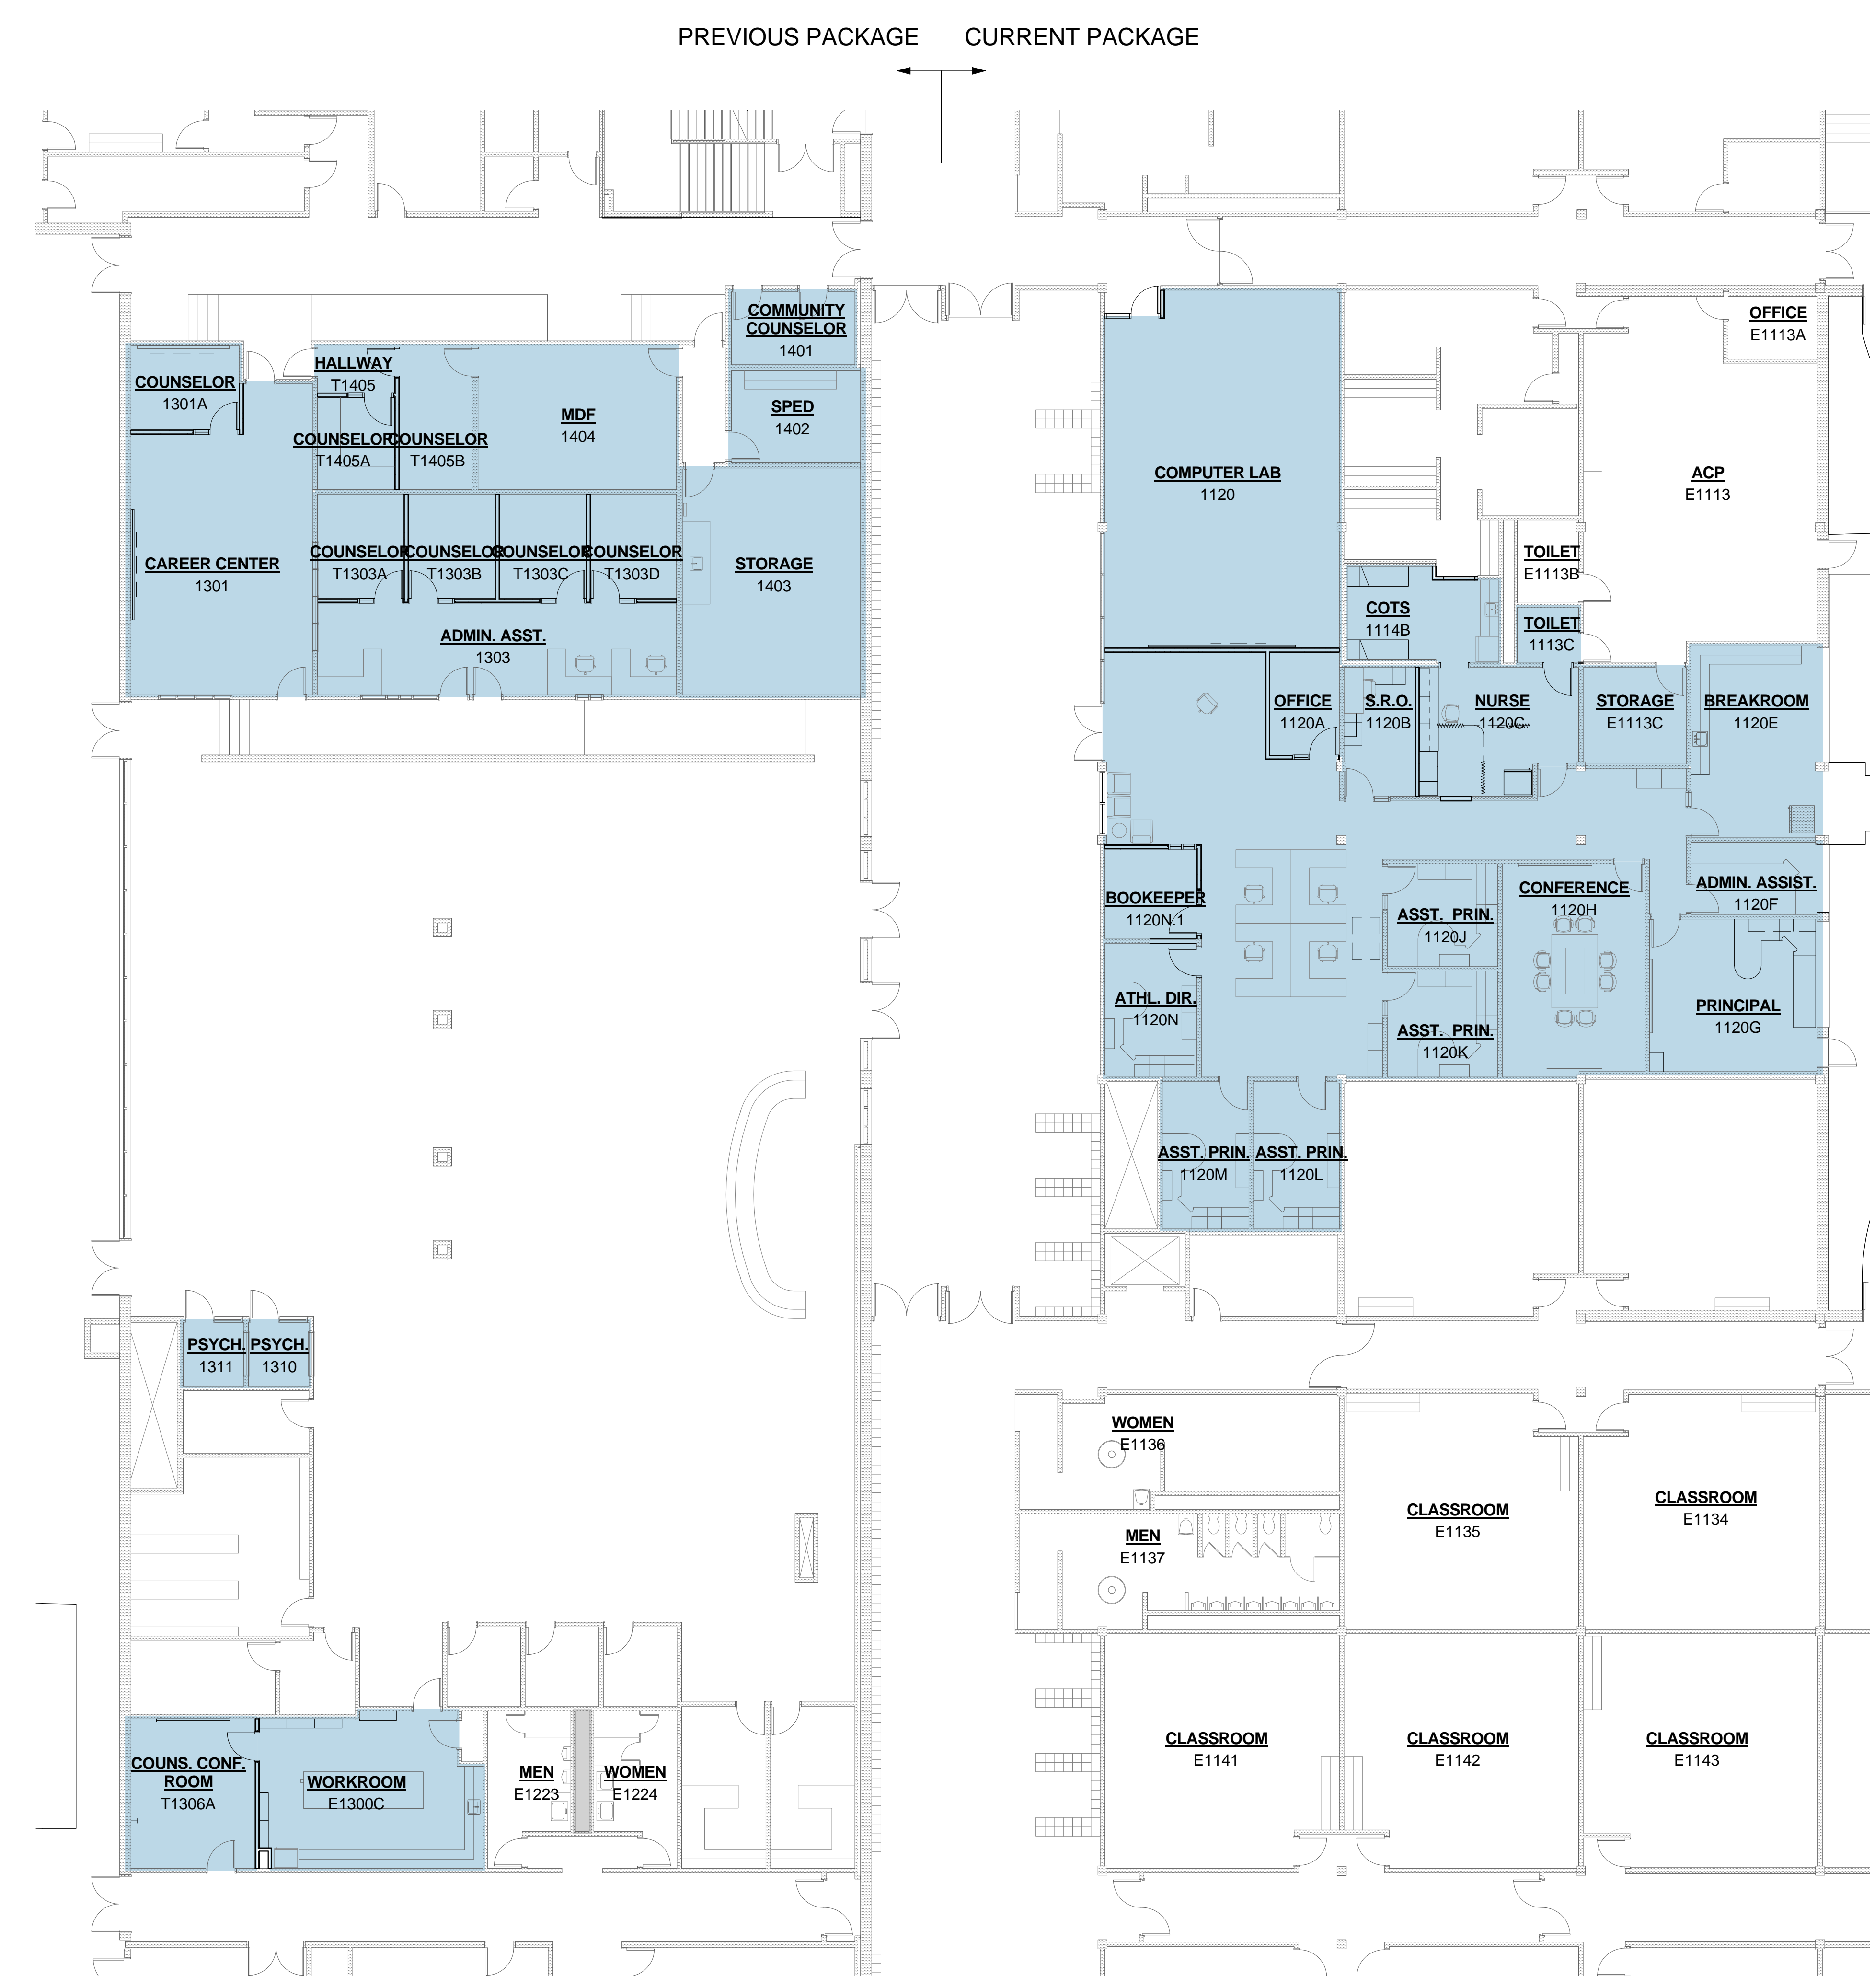 PREVIOUS PACKAGE
CURRENT PACKAGE
COMMUNITY
COUNSELOR
1401
OFFICE
E1113A
COUNSELOR
1301A
HALLWAY
T1405
MDF
1404
SPED
1402
COUNSELOR
T1405A
COUNSELOR
T1405B
COMPUTER LAB
1120
ACP
E1113
CAREER CENTER
1301
COUNSELOR
T1303A
COUNSELOR
T1303B
COUNSELOR
T1303C
COUNSELOR
T1303D
STORAGE
1403
TOILET
E1113B
COTS
1114B
TOILET
1113C
ADMIN. ASST.
1303
OFFICE
1120A
S.R.O.
1120B
NURSE
1120C
STORAGE
E1113C
BREAKROOM
1120E
BOOKEEPER
1120N.1
ASST. PRIN.
1120J
CONFERENCE
1120H
ADMIN. ASSIST.
1120F
ATHL. DIR.
1120N
ASST. PRIN.
1120K
PRINCIPAL
1120G
ASST. PRIN.
1120M
ASST. PRIN.
1120L
PSYCH.
1311
PSYCH.
1310
WOMEN
E1136
MEN
E1137
CLASSROOM
E1135
CLASSROOM
E1134
COUNS. CONF.
ROOM
T1306A
WORKROOM
E1300C
MEN
E1223
WOMEN
E1224
CLASSROOM
E1141
CLASSROOM
E1142
CLASSROOM
E1143